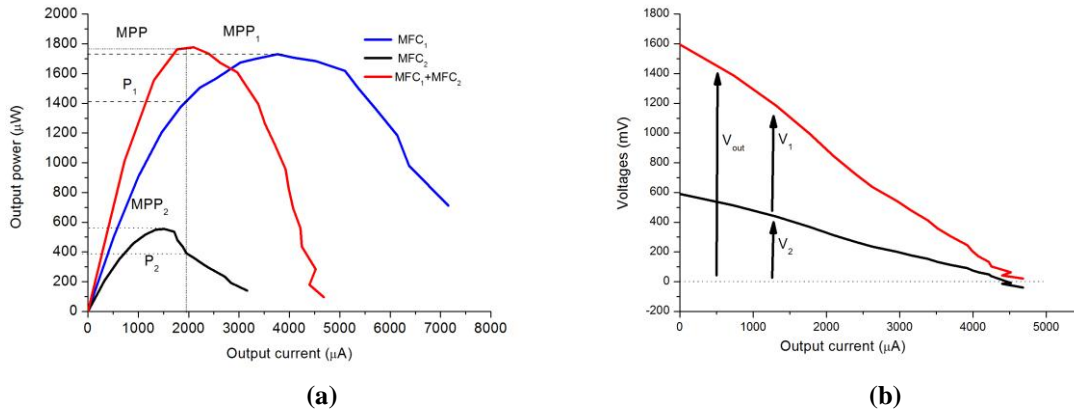 2000
1800
1600
1400
1200
1000
800
600
400
200
0
Output power (μW)
MPP
MPP₁
P₁
MPP₂
P₂
MFC₁
MFC₂
MFC₁+MFC₂
0 1000 2000 3000 4000 5000 6000 7000 8000
Output current (μA)
(a)
1800
1600
1400
1200
1000
800
600
400
200
0
-200
Voltages (mV)
V₁
Vout
V₂
0 1000 2000 3000 4000 5000
Output current (μA)
(b)